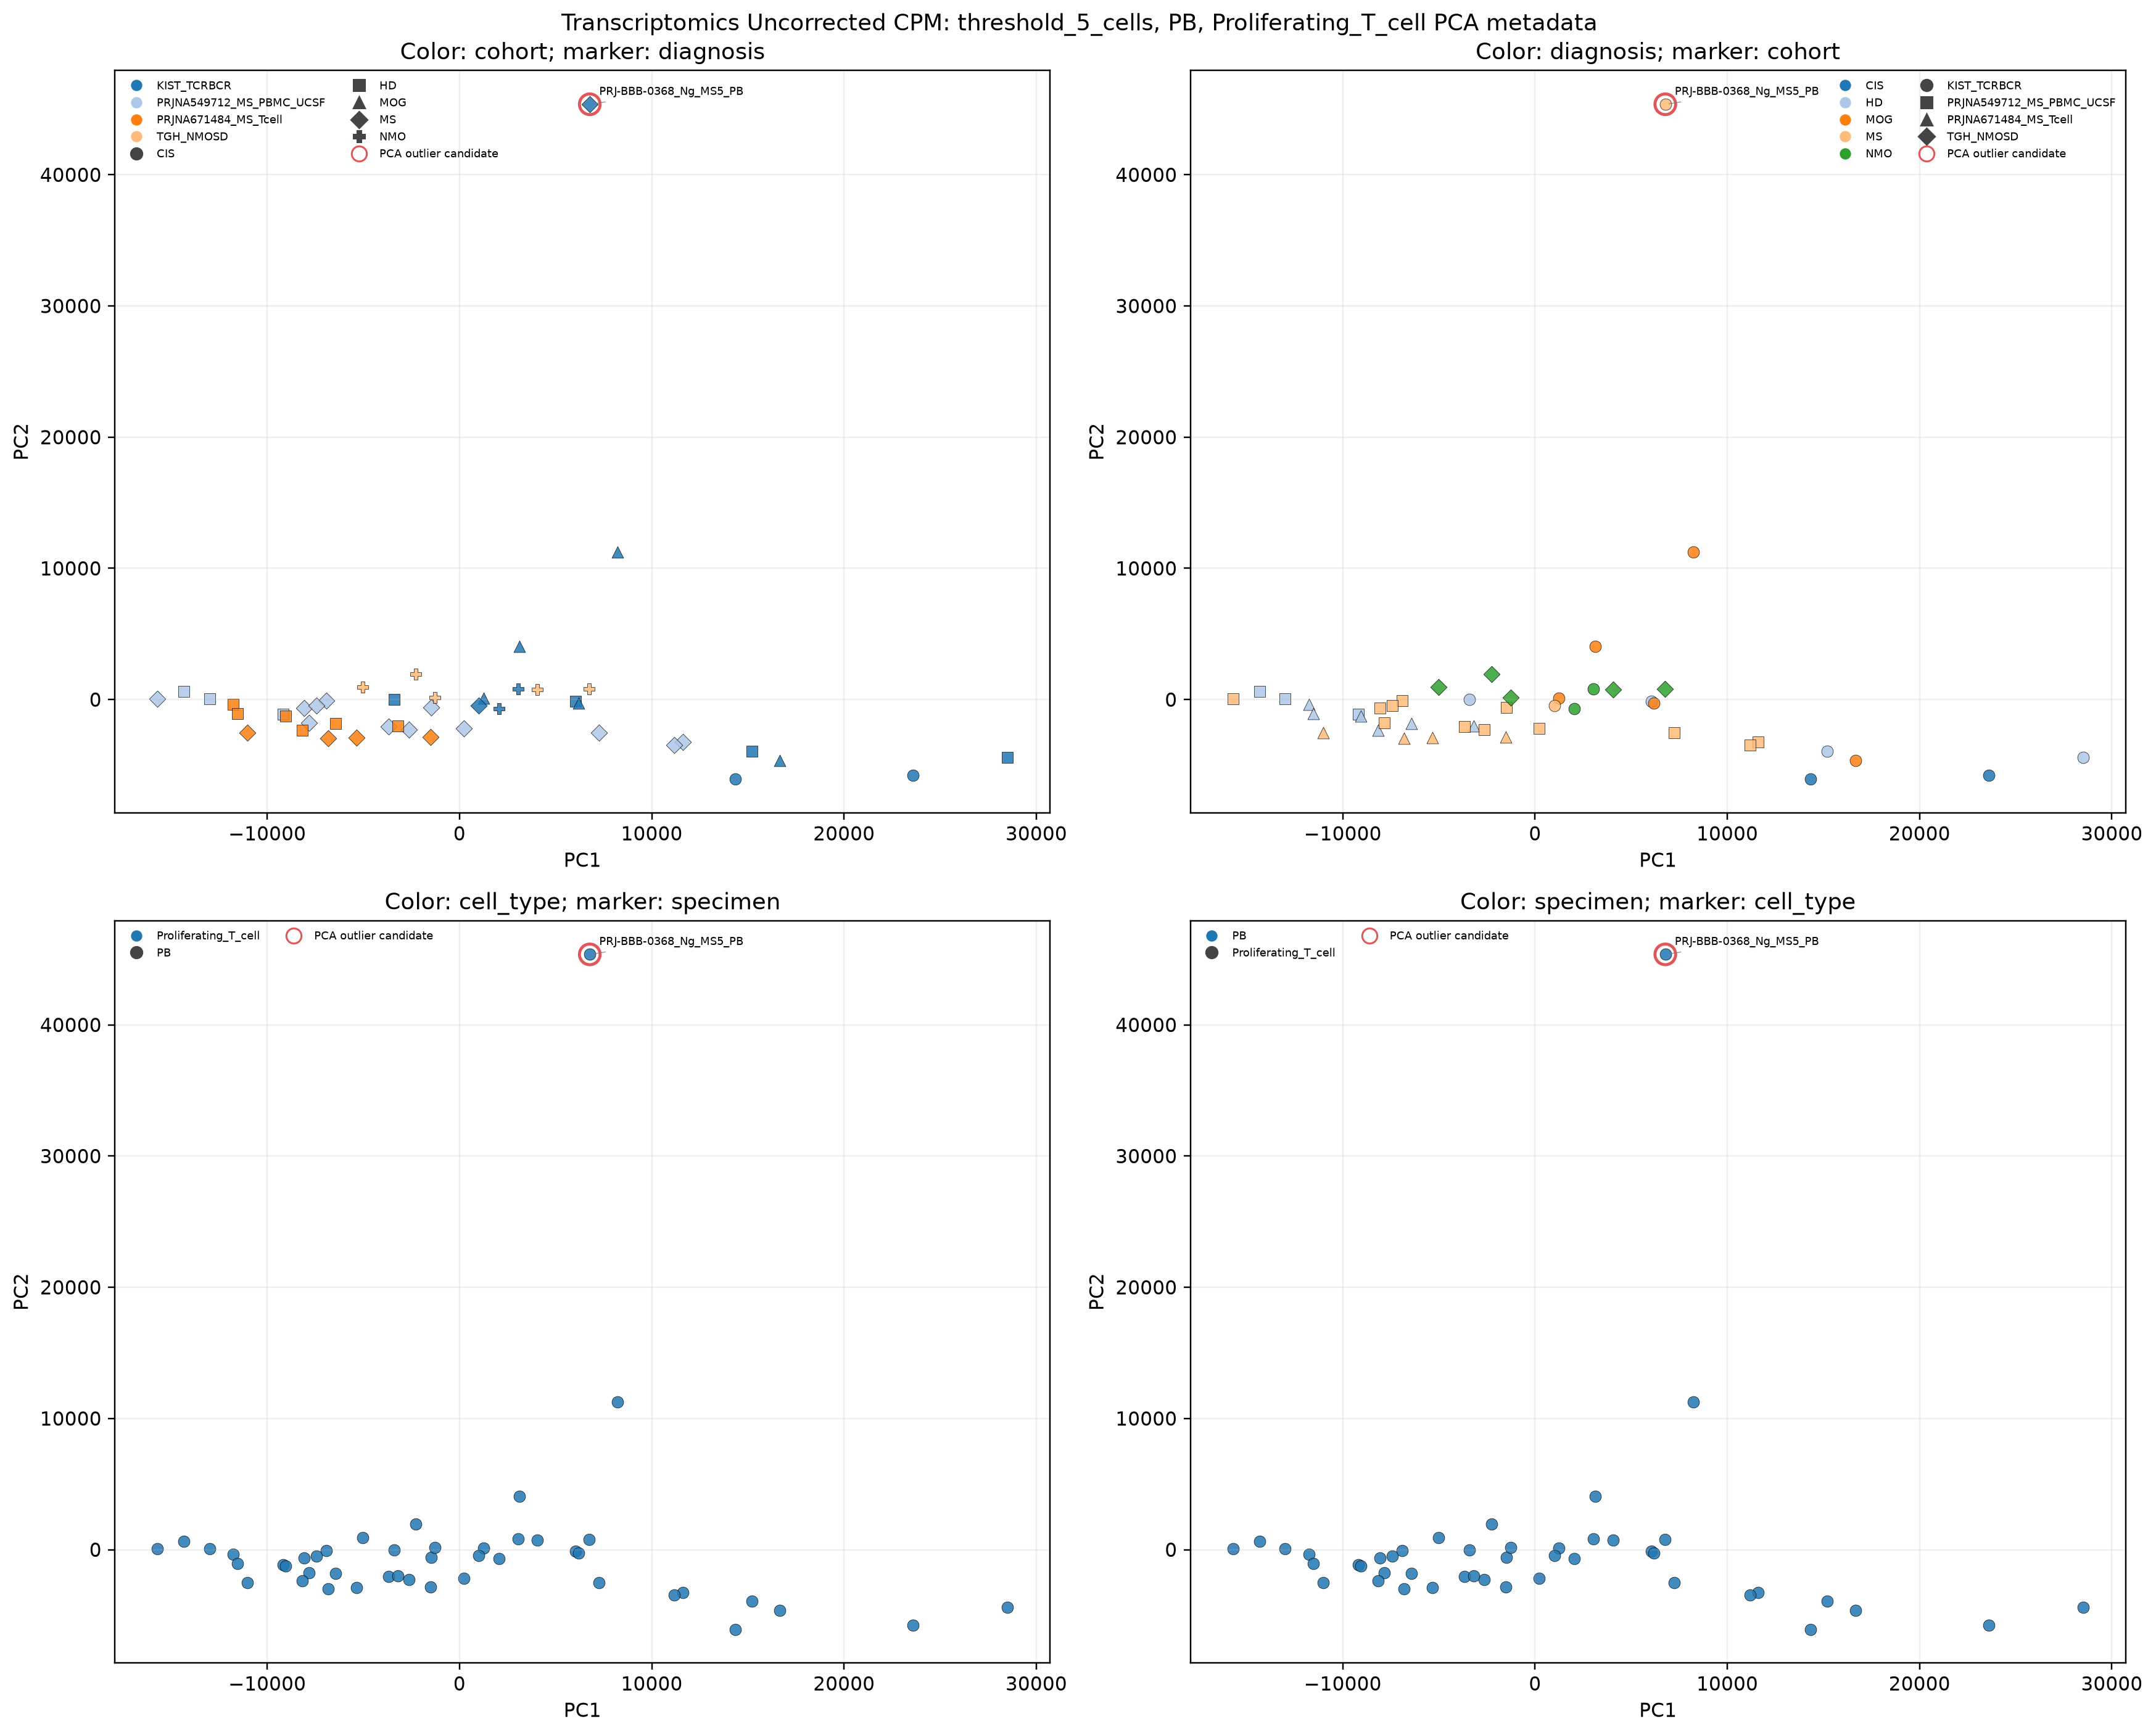 Transcriptomics Uncorrected CPM: threshold_5_cells, PB, Proliferating_T_cell PCA metadata
Color: cohort; marker: diagnosis
KIST_TCRBCR
PRJNA549712_MS_PBMC_UCSF
PRJNA671484_MS_Tcell
TGH_NMOSD
CIS
HD
MOG
MS
NMO
PCA outlier candidate
PRJ-BBB-0368_Ng_MS5_PB
40000
30000
20000
10000
0
PC2
−10000
0
10000
20000
30000
PC1
Color: diagnosis; marker: cohort
CIS
HD
MOG
MS
NMO
KIST_TCRBCR
PRJNA549712_MS_PBMC_UCSF
PRJNA671484_MS_Tcell
TGH_NMOSD
PCA outlier candidate
PRJ-BBB-0368_Ng_MS5_PB
40000
30000
20000
10000
0
PC2
−10000
0
10000
20000
30000
PC1
Color: cell_type; marker: specimen
Proliferating_T_cell
PB
PCA outlier candidate
PRJ-BBB-0368_Ng_MS5_PB
40000
30000
20000
10000
0
PC2
−10000
0
10000
20000
30000
PC1
Color: specimen; marker: cell_type
PB
Proliferating_T_cell
PCA outlier candidate
PRJ-BBB-0368_Ng_MS5_PB
40000
30000
20000
10000
0
PC2
−10000
0
10000
20000
30000
PC1